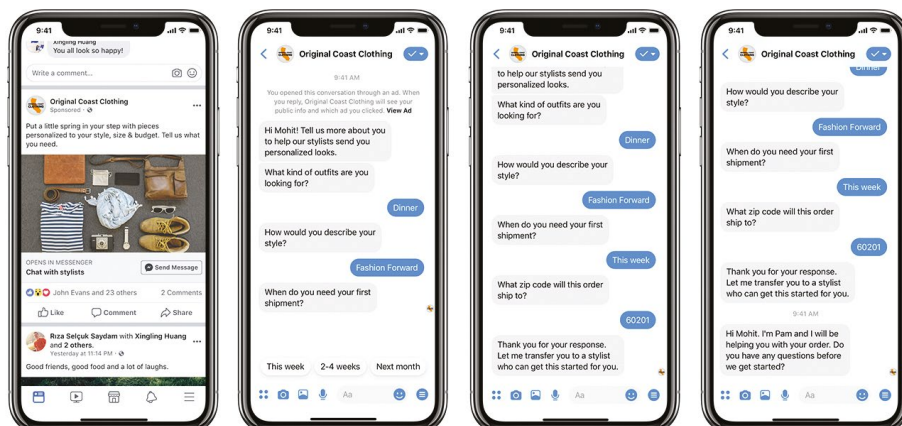 9:41
Xingling Huang
You all look so happy!
Write a comment...
Original Coast Clothing
Sponsored ·
Put a little spring in your step with pieces
personalized to your style, size & budget. Tell us what
you need.
OPENS IN MESSENGER
Chat with stylists
Send Message
John Evans and 23 others
2 Comments
Like
Comment
Share
Rıza Selçuk Saydam with Xingling Huang
and 2 others.
Yesterday at 11:14 PM ·
Good friends, good food and a lot of laughs.
9:41
Original Coast Clothing
9:41 AM
You opened this conversation through an ad. When
you reply, Original Coast Clothing will see your
public info and which ad you clicked. View Ad
Hi Mohit! Tell us more about you
to help our stylists send you
personalized looks.
What kind of outfits are you
looking for?
Dinner
How would you describe your
style?
Fashion Forward
When do you need your first
shipment?
This week
2-4 weeks
Next month
Aa
9:41
Original Coast Clothing
to help our stylists send you
personalized looks.
What kind of outfits are you
looking for?
Dinner
How would you describe your
style?
Fashion Forward
When do you need your first
shipment?
This week
What zip code will this order
ship to?
60201
Thank you for your response.
Let me transfer you to a stylist
who can get this started for you.
Aa
9:41
Original Coast Clothing
Dinner
How would you describe your
style?
Fashion Forward
When do you need your first
shipment?
This week
What zip code will this order
ship to?
60201
Thank you for your response.
Let me transfer you to a stylist
who can get this started for you.
9:41 AM
Hi Mohit. I'm Pam and I will be
helping you with your order. Do
you have any questions before
we get started?
Aa